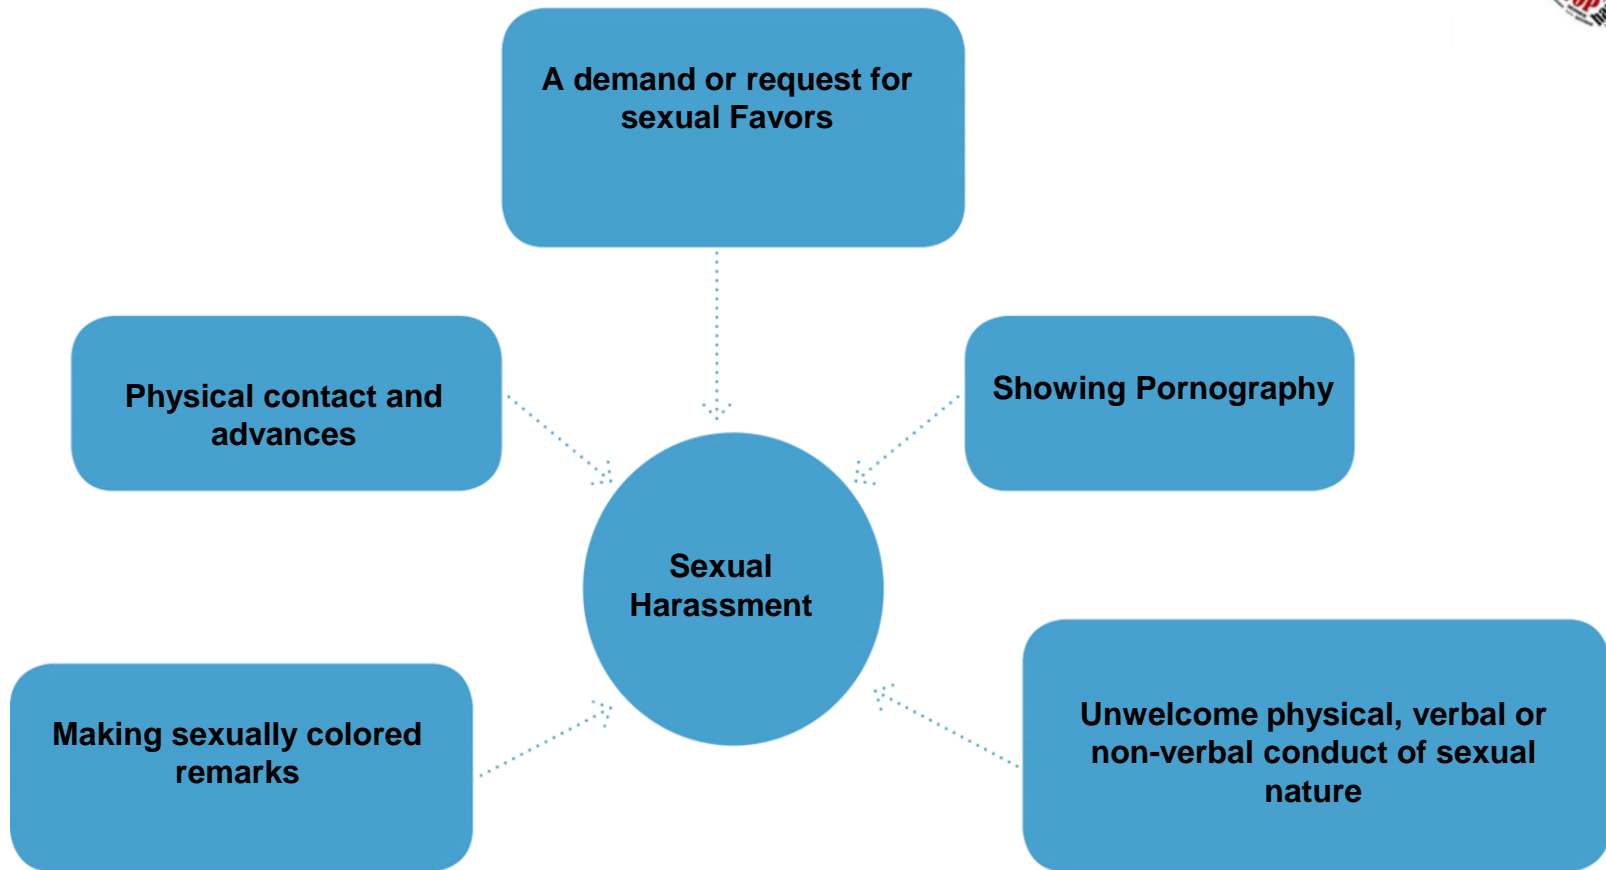 A demand or request for
sexual Favors
Physical contact and
advances
Showing Pornography
Sexual
Harassment
Making sexually colored
remarks
Unwelcome physical, verbal or
non-verbal conduct of sexual
nature